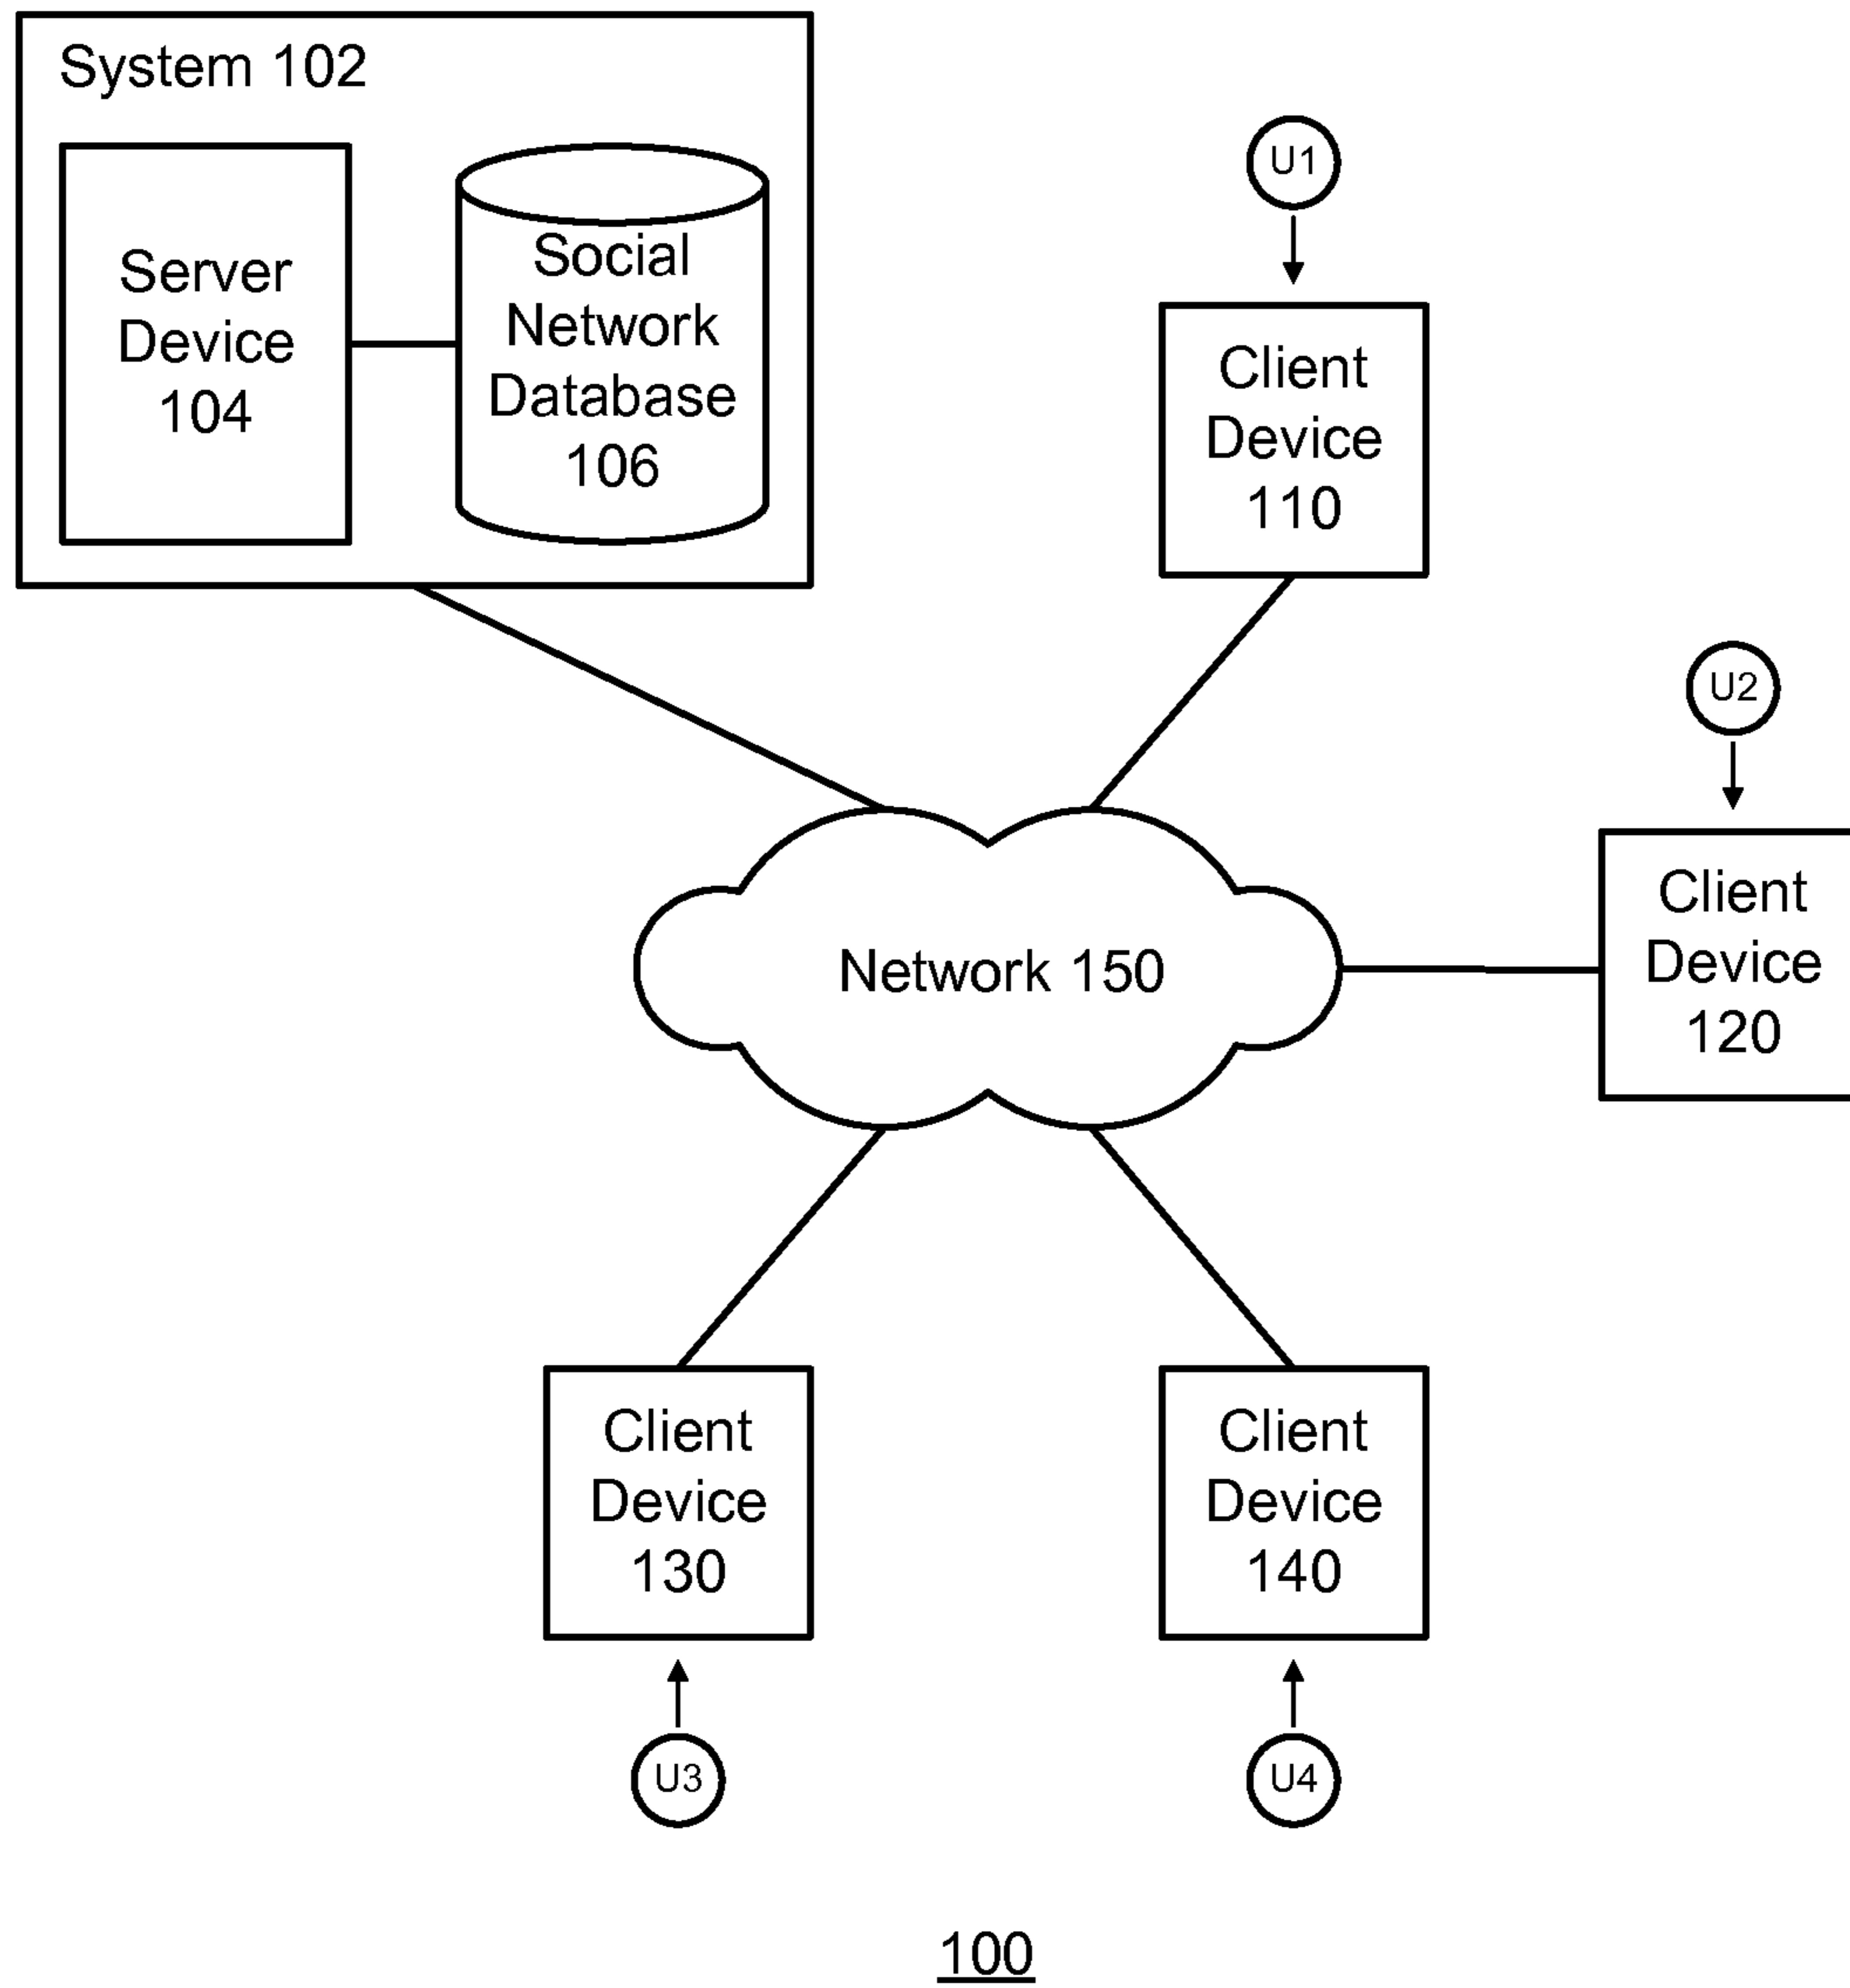 System 102
Server
Device
104
Social
Network
Database
106
U1
Client
Device
110
U2
Client
Device
120
Network 150
Client
Device
130
Client
Device
140
U3
U4
100